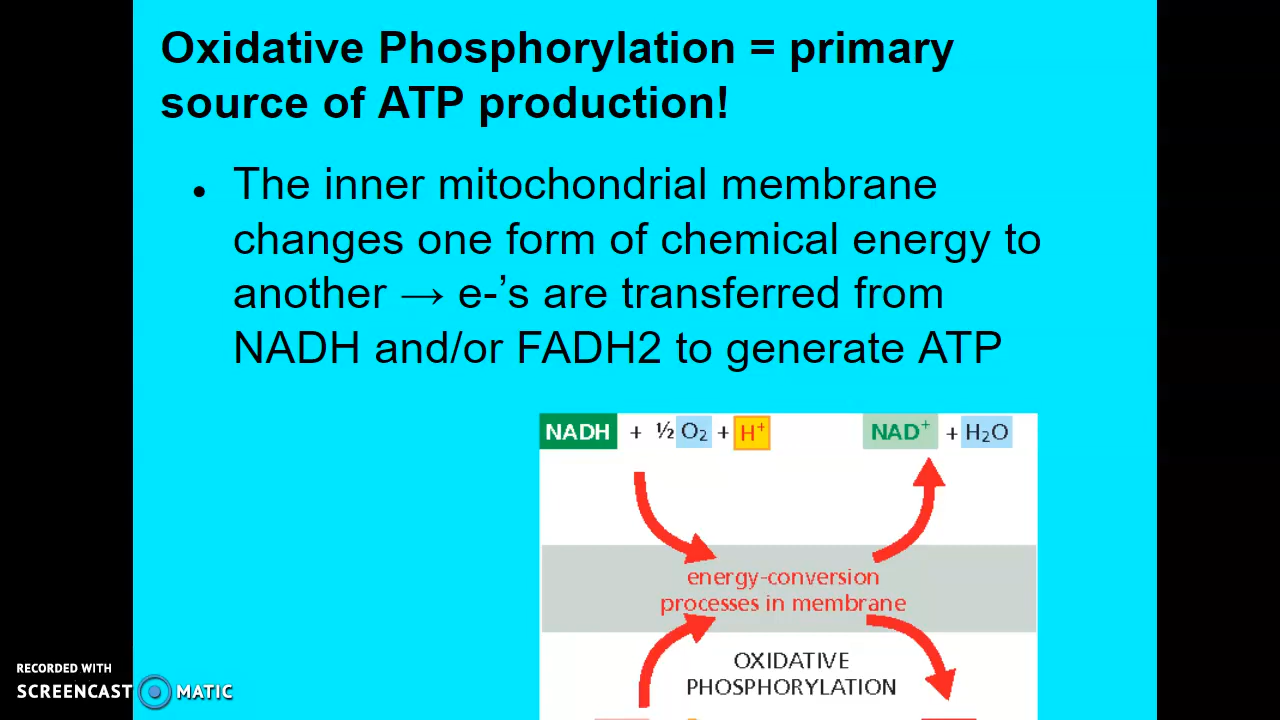 Oxidative Phosphorylation = primary
source of ATP production!
● The inner mitochondrial membrane
changes one form of chemical energy to
another → e-’s are transferred from
NADH and/or FADH2 to generate ATP
NADH + ½ O₂ + H⁺ NAD⁺ + H₂O
energy-conversion
processes in membrane
OXIDATIVE
PHOSPHORYLATION
RECORDED WITH
SCREENCAST MATIC